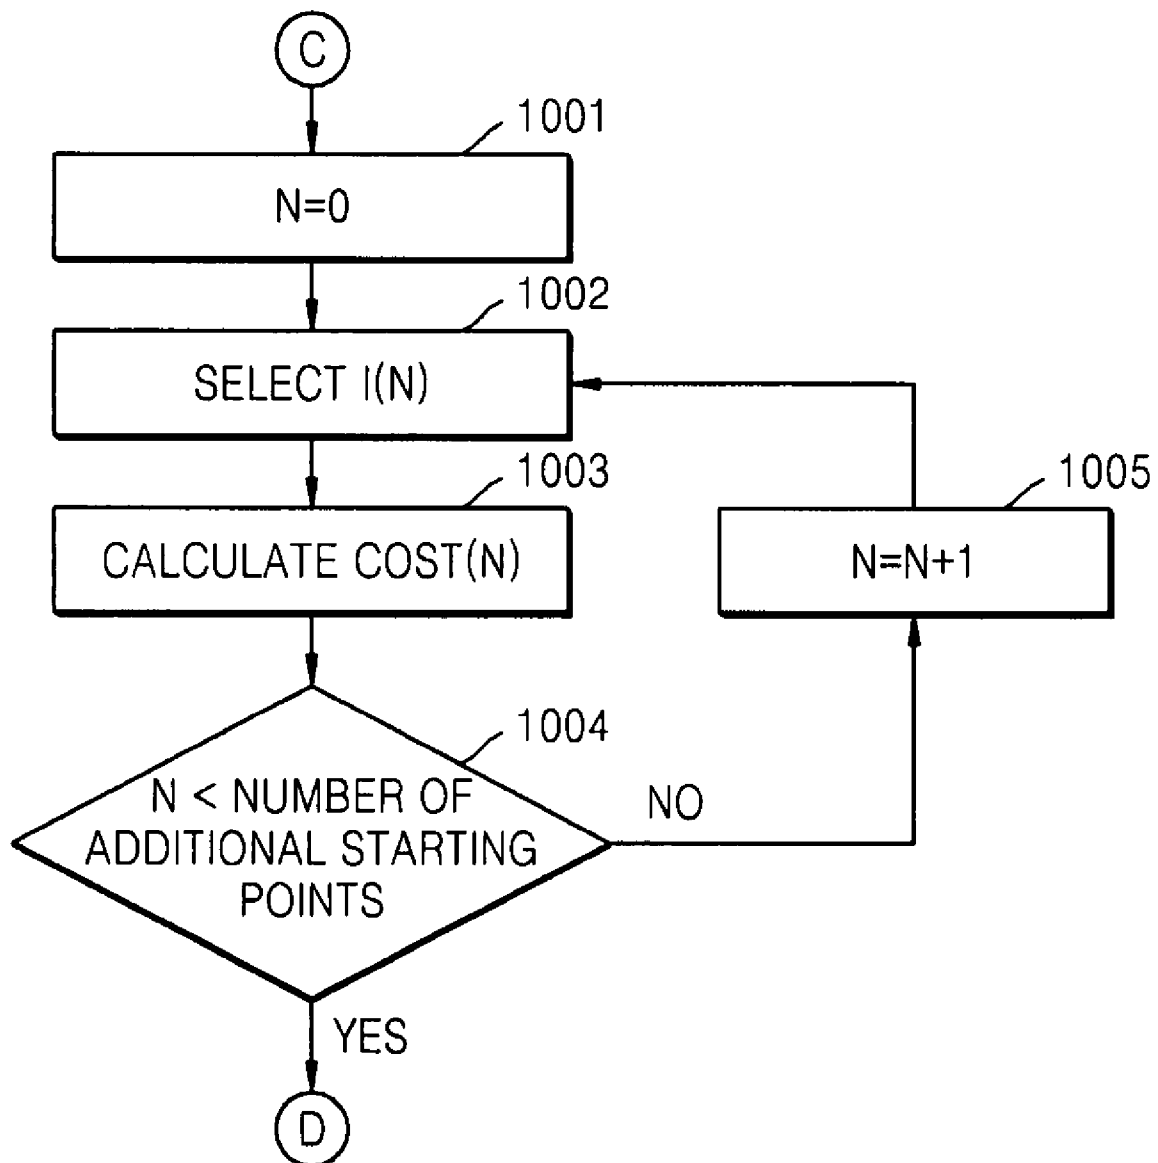 C
1001
N=0
1002
SELECT I(N)
1003
CALCULATE COST(N)
1005
N=N+1
1004
N < NUMBER OF
ADDITIONAL STARTING
POINTS
NO
YES
D